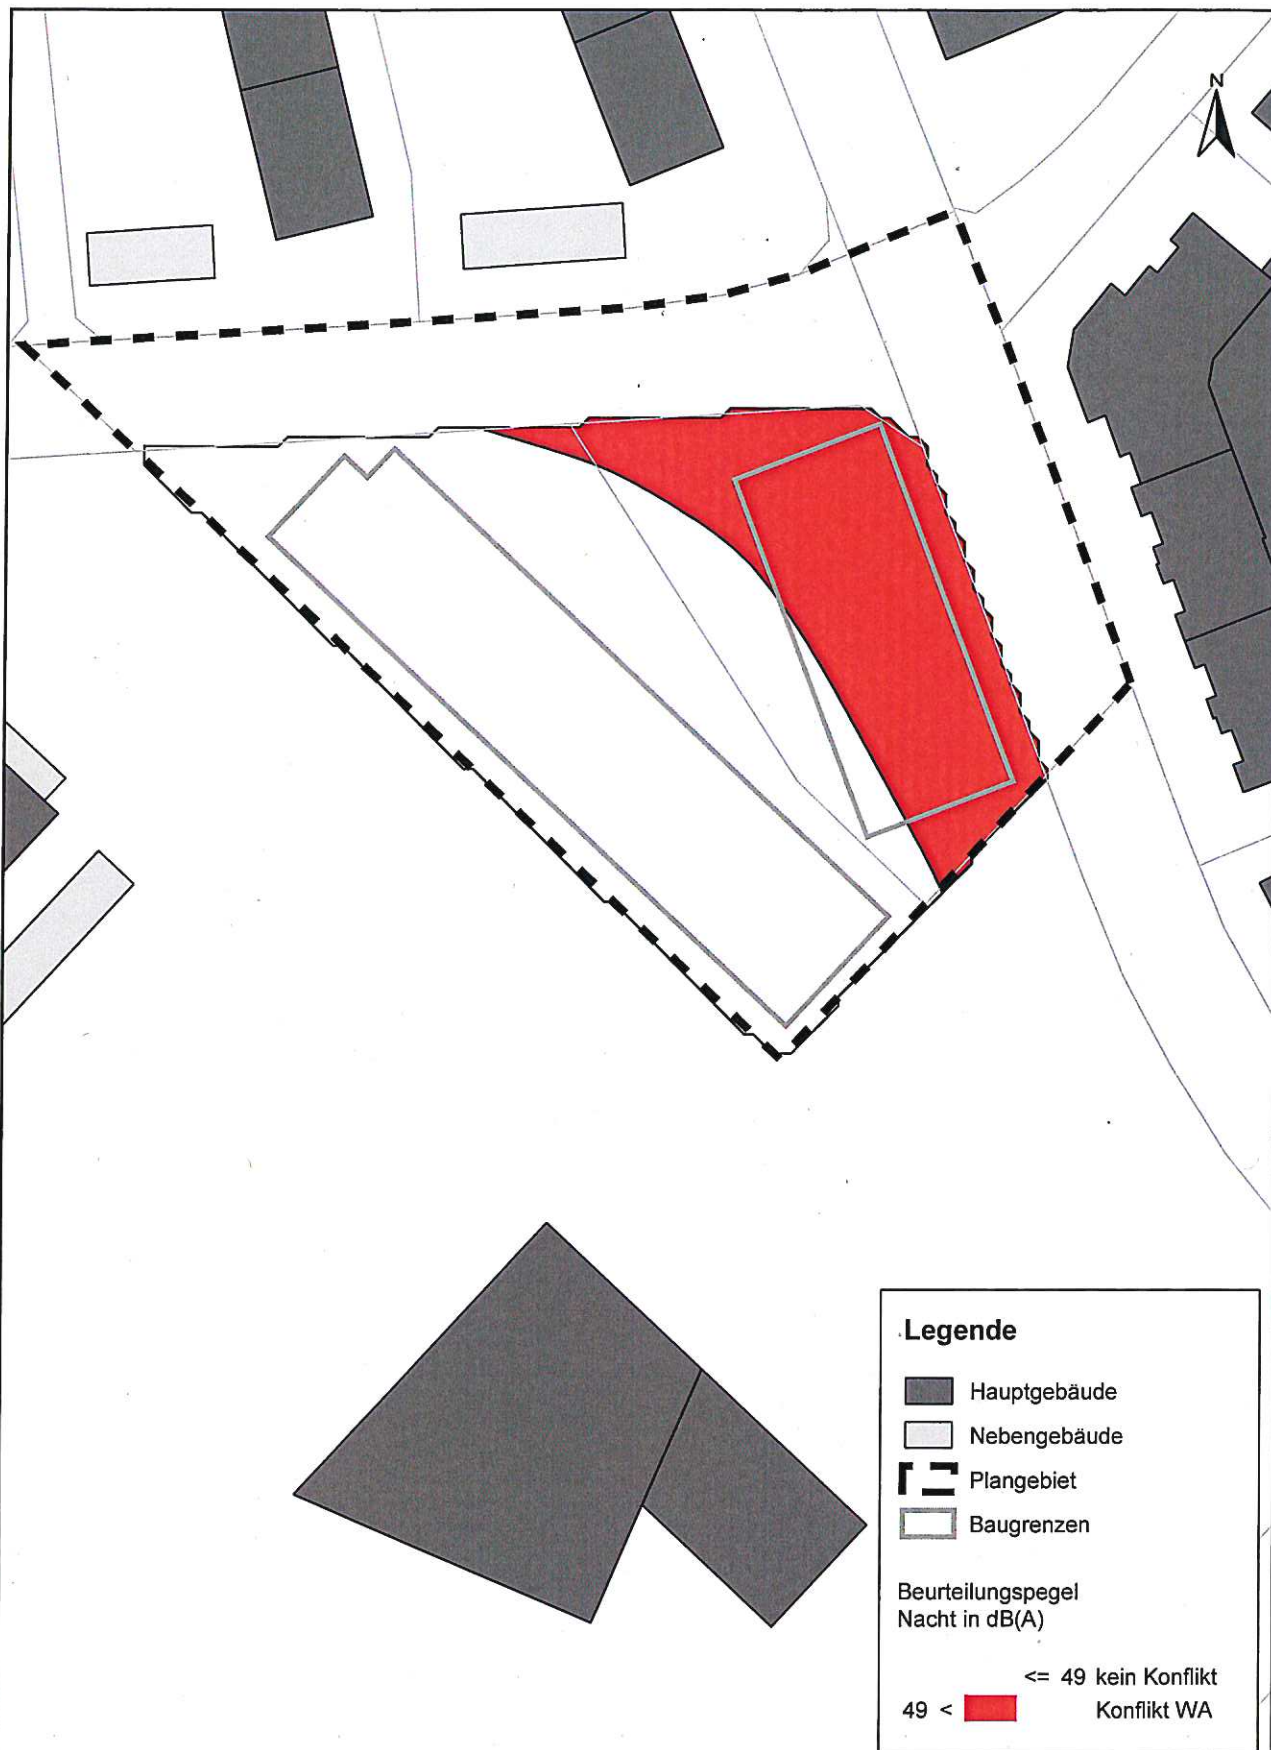 N
Legende
Hauptgebäude
Nebengebäude
Plangebiet
Baugrenzen
Beurteilungspegel
Nacht in dB(A)
<= 49 kein Konflikt
49 < Konflikt WA